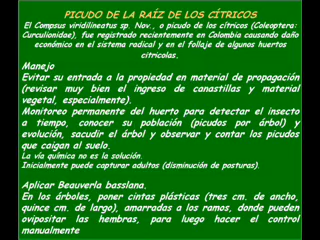 PICUDO DE LA RAÍZ DE LOS CÍTRICOS
El Compsus viridilineatus sp. Nov., o picudo de los cítricos (Coleoptera:
Curculionidae), fue registrado recientemente en Colombia causando daño
económico en el sistema radical y en el follaje de algunos huertos
citrícolas.
Manejo
Evitar su entrada a la propiedad en material de propagación
(revisar muy bien el ingreso de canastillas y material
vegetal, especialmente).
Monitoreo permanente del huerto para detectar el insecto
a tiempo, conocer su población (picudos por árbol) y
evolución, sacudir el árbol y observar y contar los picudos
que caigan al suelo.
La vía química no es la solución.
Inicialmente puede capturar adultos (disminución de posturas).
Aplicar Beauverla basslana.
En los árboles, poner cintas plásticas (tres cm. de ancho,
quince cm. de largo), amarradas a los ramos, donde pueden
ovipositar las hembras, para luego hacer el control
manualmente